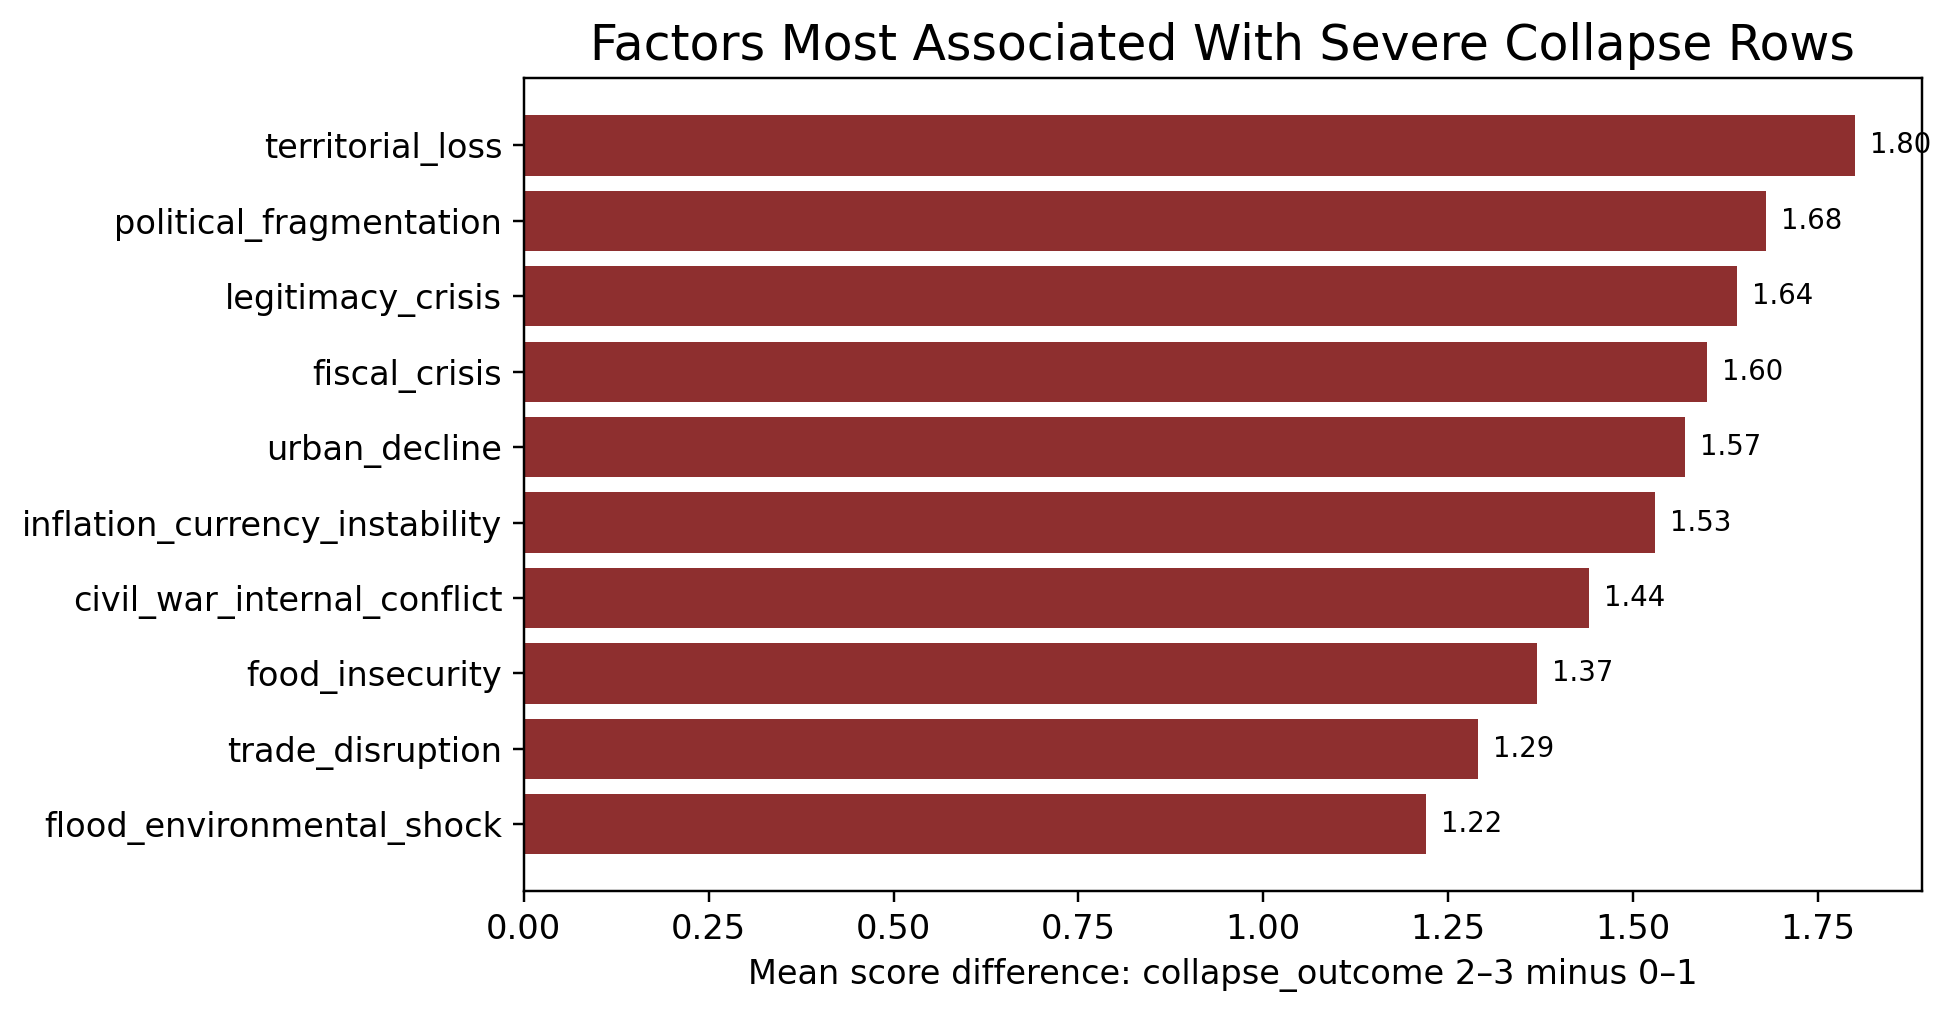 Factors Most Associated With Severe Collapse Rows
territorial_loss 1.80
political_fragmentation 1.68
legitimacy_crisis 1.64
fiscal_crisis 1.60
urban_decline 1.57
inflation_currency_instability 1.53
civil_war_internal_conflict 1.44
food_insecurity 1.37
trade_disruption 1.29
flood_environmental_shock 1.22
0.00 0.25 0.50 0.75 1.00 1.25 1.50 1.75
Mean score difference: collapse_outcome 2–3 minus 0–1